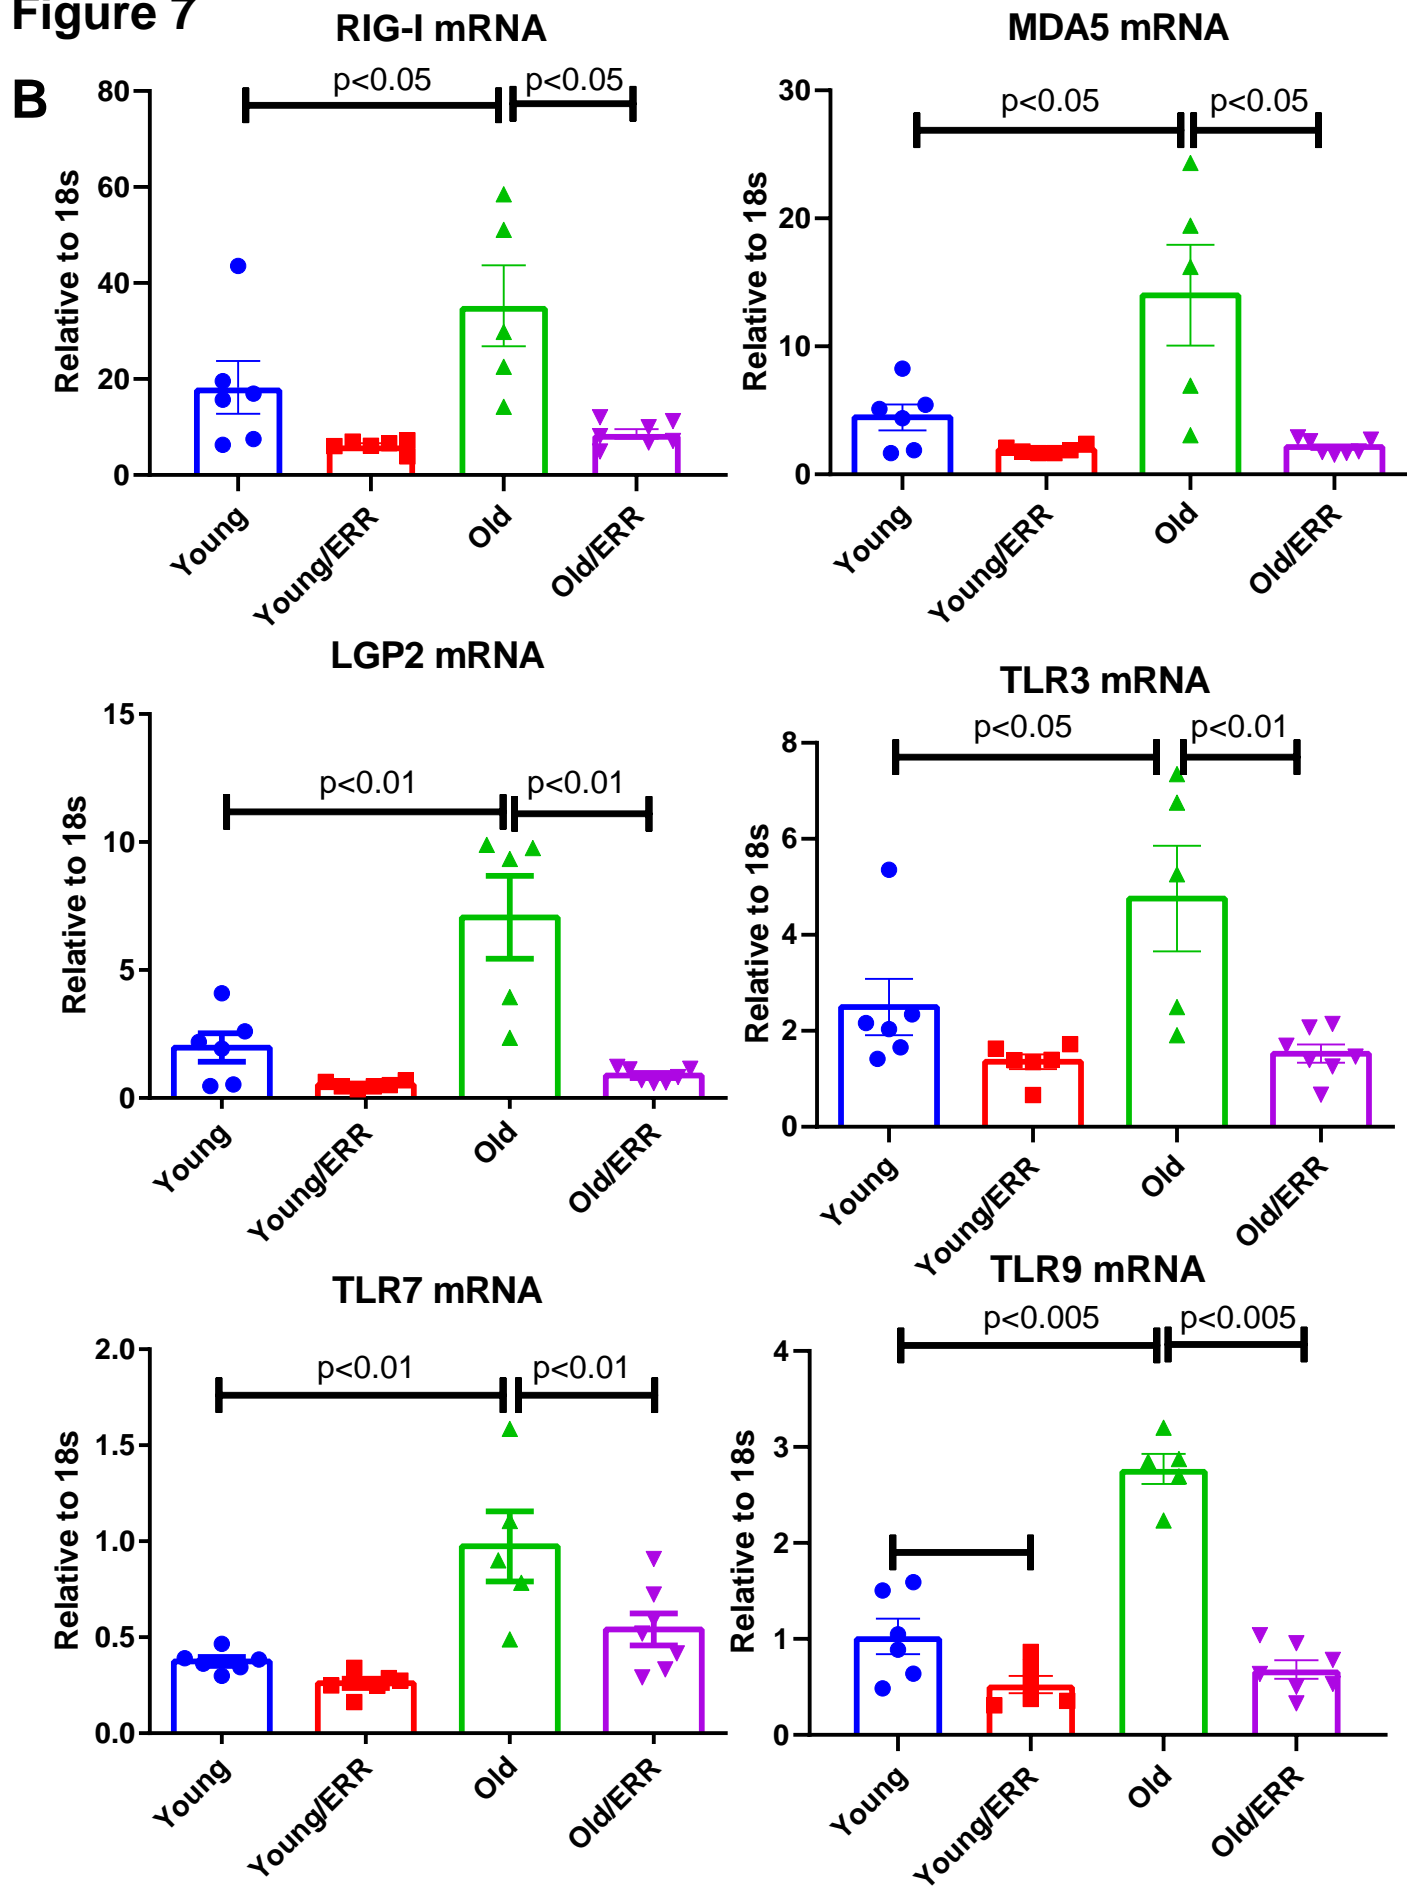 Figure 7
B
RIG-I mRNA
p<0.05 p<0.05
Relative to 18s
80
60
40
20
0
Young Young/ERR Old Old/ERR
MDA5 mRNA
p<0.05 p<0.05
Relative to 18s
30
20
10
0
Young Young/ERR Old Old/ERR
LGP2 mRNA
p<0.01 p<0.01
Relative to 18s
15
10
5
0
Young Young/ERR Old Old/ERR
TLR3 mRNA
p<0.05 p<0.01
Relative to 18s
8
6
4
2
0
Young Young/ERR Old Old/ERR
TLR7 mRNA
p<0.01 p<0.01
Relative to 18s
2.0
1.5
1.0
0.5
0.0
Young Young/ERR Old Old/ERR
TLR9 mRNA
p<0.005 p<0.005
Relative to 18s
4
3
2
1
0
Young Young/ERR Old Old/ERR